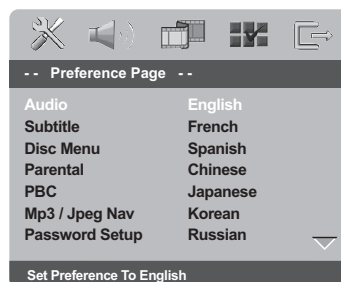 -- Preference Page --
Audio English
Subtitle French
Disc Menu Spanish
Parental Chinese
PBC Japanese
Mp3 / Jpeg Nav Korean
Password Setup Russian
Set Preference To English